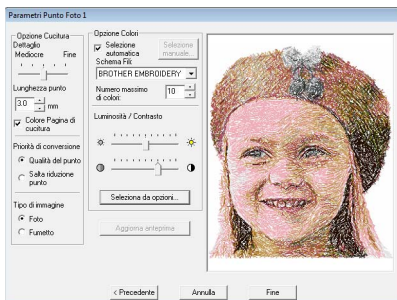 Parametri Punto Foto 1
Opzione Cucitura
Dettaglio
Mediocre Fine
Lunghezza punto
3.0 mm
Colore Pagina di
cucitura
Priorità di conversione
Qualità del punto
Salta riduzione
punto
Tipo di immagine
Foto
Fumetto
Opzione Colori
Selezione
automatica
Selezione
manuale...
Schema Fili:
BROTHER EMBROIDERY
Numero massimo
di colori:
10
Luminosità / Contrasto
Seleziona da opzioni...
Aggiorna anteprima
< Precedente
Annulla
Fine